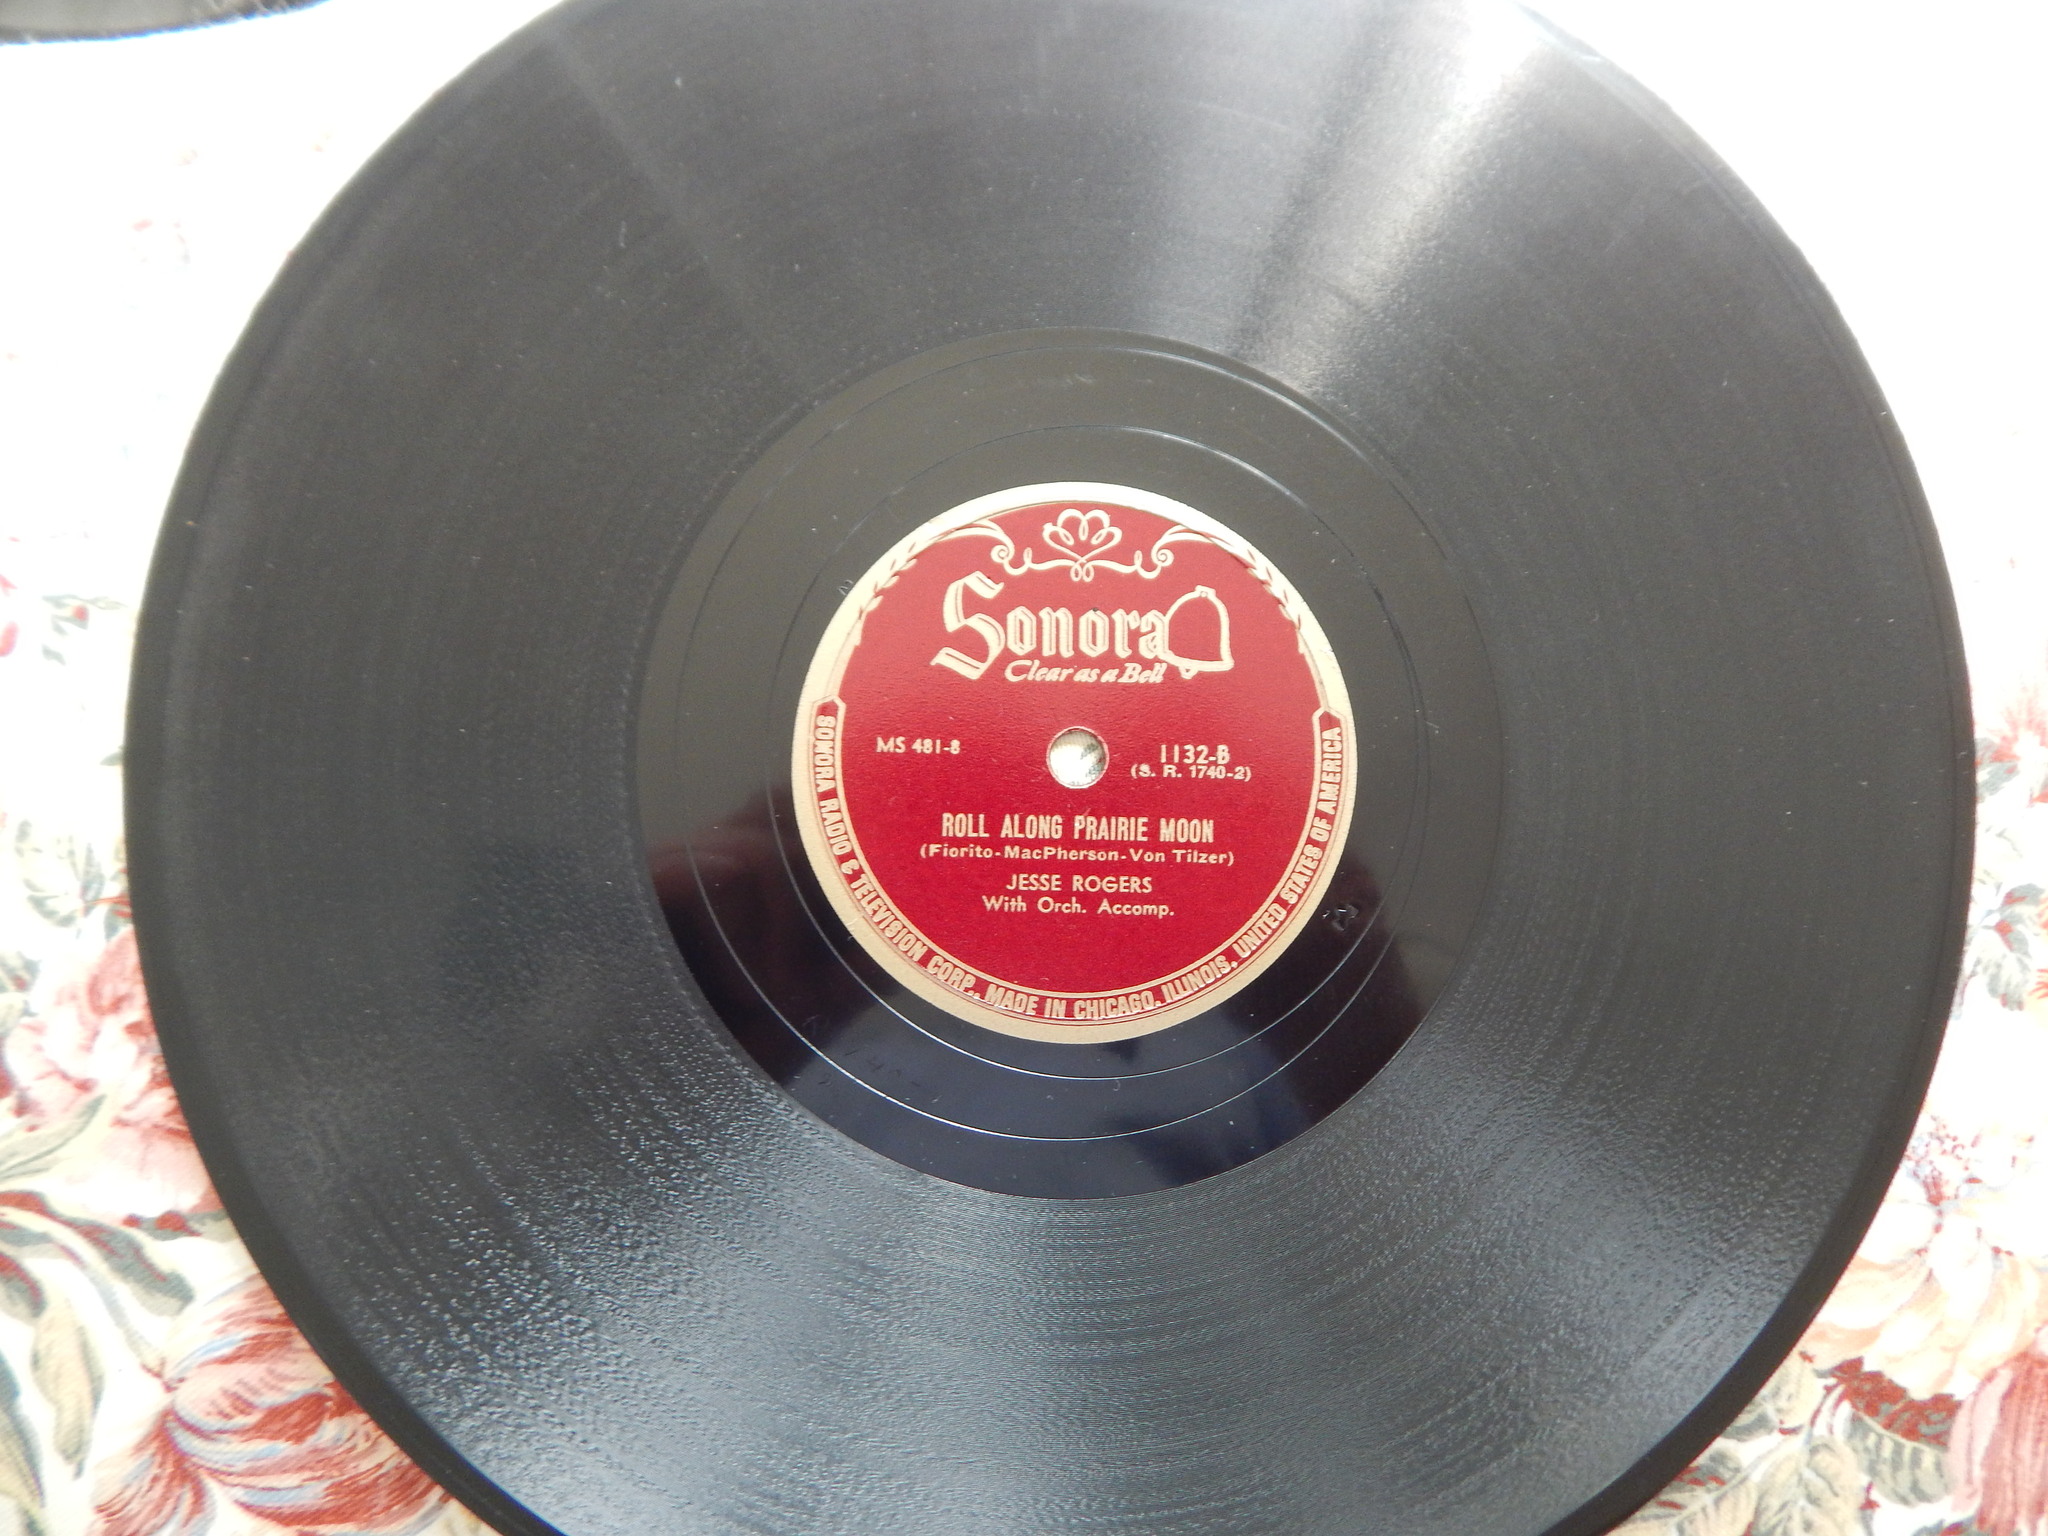 Sonora
Clear as a Bell
MS 481-8
1132-B
(S. R. 1740-2)
ROLL ALONG PRAIRIE MOON
(Fiorito-MacPherson-Von Tilzer)
JESSE ROGERS
With Orch. Accomp.
SONORA RADIO & TELEVISION CORP., MADE IN CHICAGO, ILLINOIS, UNITED STATES OF AMERICA